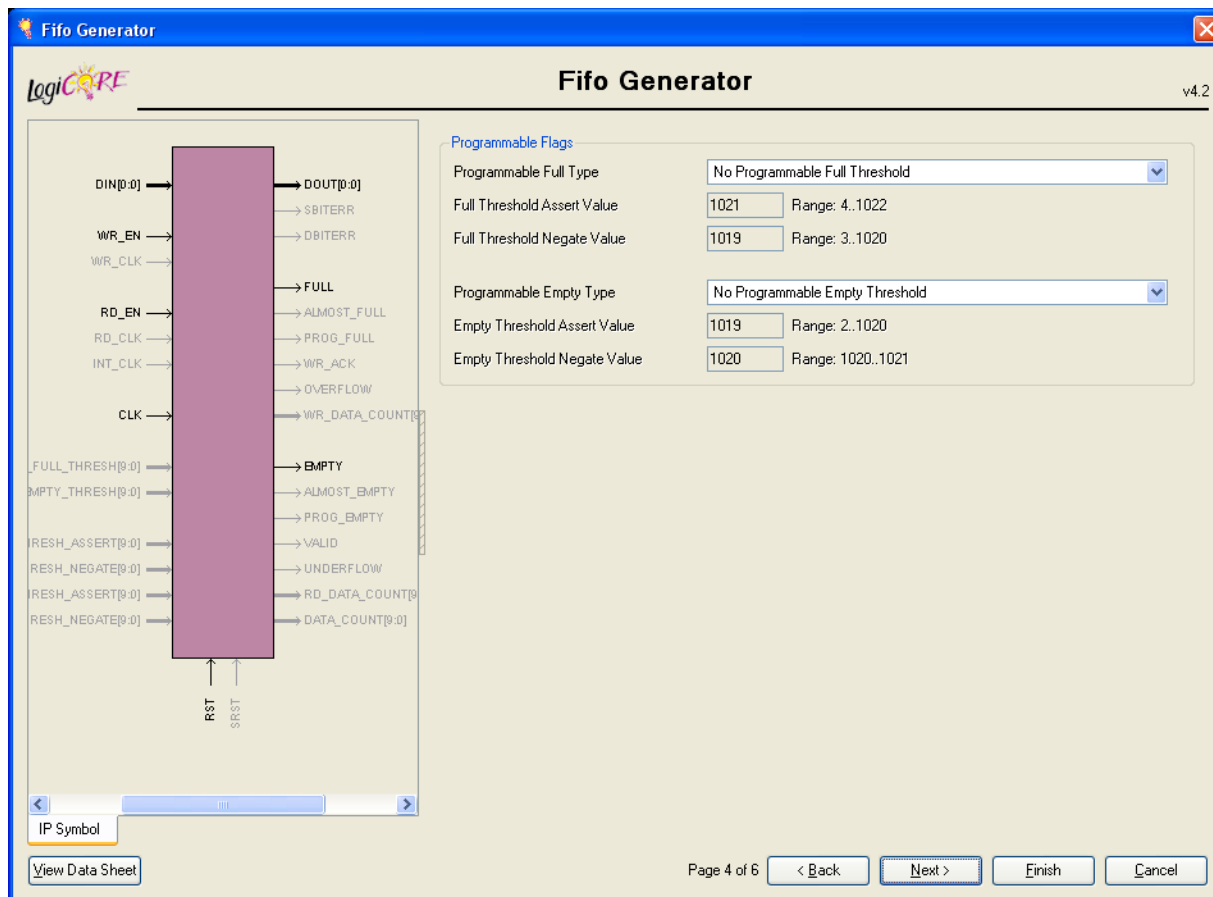 Fifo Generator
LogiCORE
Fifo Generator
v4.2
DIN[0:0]
WR_EN
WR_CLK
RD_EN
RD_CLK
INT_CLK
CLK
_FULL_THRESH[9:0]
MPTY_THRESH[9:0]
IRESH_ASSERT[9:0]
RESH_NEGATE[9:0]
IRESH_ASSERT[9:0]
RESH_NEGATE[9:0]
DOUT[0:0]
SBITERR
DBITERR
FULL
ALMOST_FULL
PROG_FULL
WR_ACK
OVERFLOW
WR_DATA_COUNT[9
EMPTY
ALMOST_EMPTY
PROG_EMPTY
VALID
UNDERFLOW
RD_DATA_COUNT[9
DATA_COUNT[9:0]
RST
SRST
IP Symbol
Programmable Flags
Programmable Full Type No Programmable Full Threshold
Full Threshold Assert Value 1021 Range: 4..1022
Full Threshold Negate Value 1019 Range: 3..1020
Programmable Empty Type No Programmable Empty Threshold
Empty Threshold Assert Value 1019 Range: 2..1020
Empty Threshold Negate Value 1020 Range: 1020..1021
View Data Sheet
Page 4 of 6 < Back Next > Finish Cancel